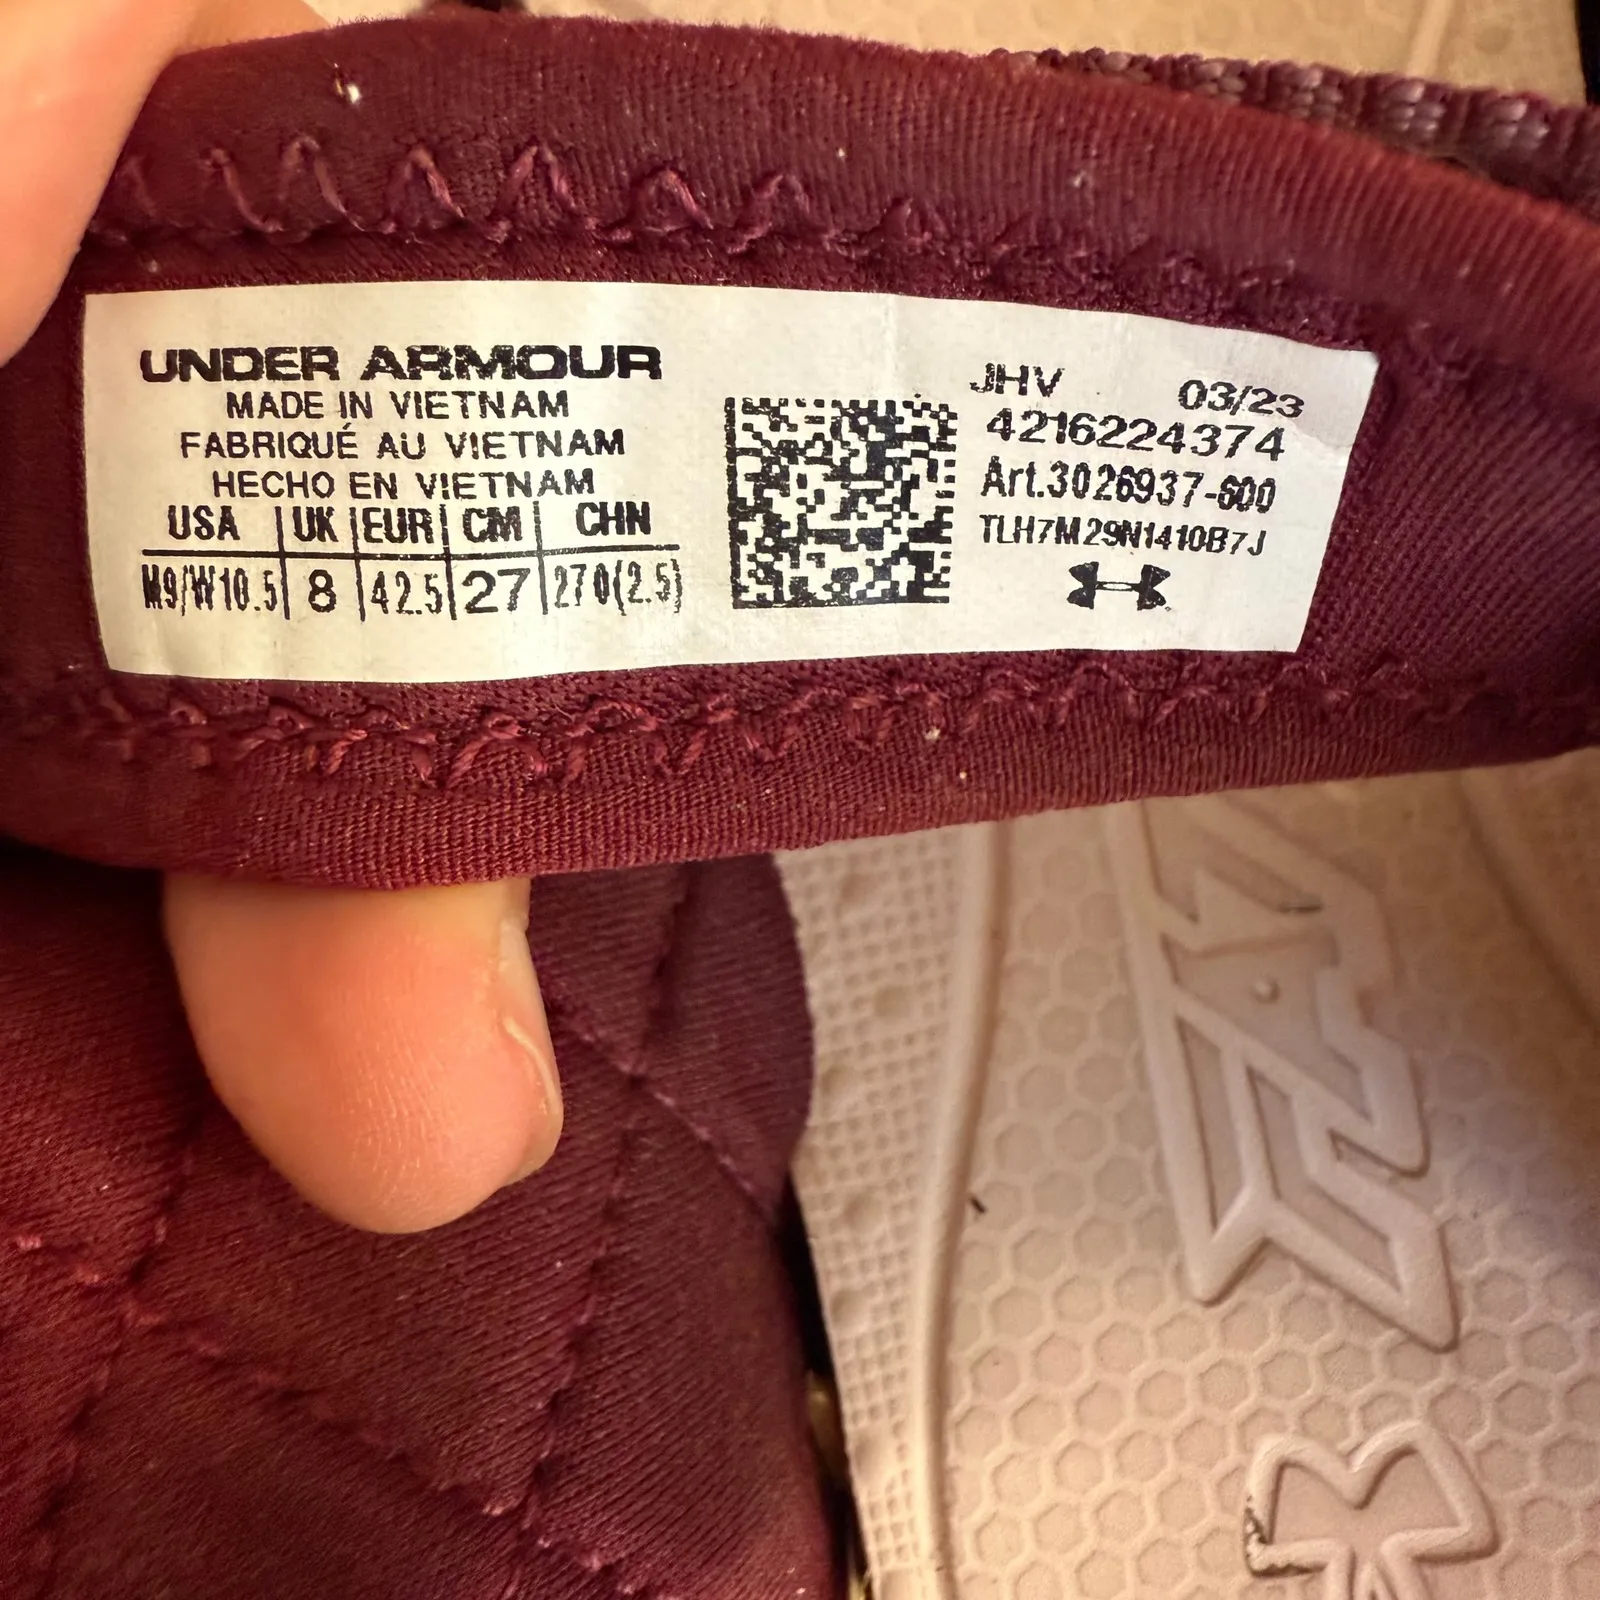 UNDER ARMOUR
MADE IN VIETNAM
FABRIQUÉ AU VIETNAM
HECHO EN VIETNAM
USA | UK | EUR | CM | CHN
M9/W10.5 | 8 | 42.5 | 27 | 270(2.5)
JHV 03/23
4216224374
Art.3026937-600
TLH7M29N1410B7J